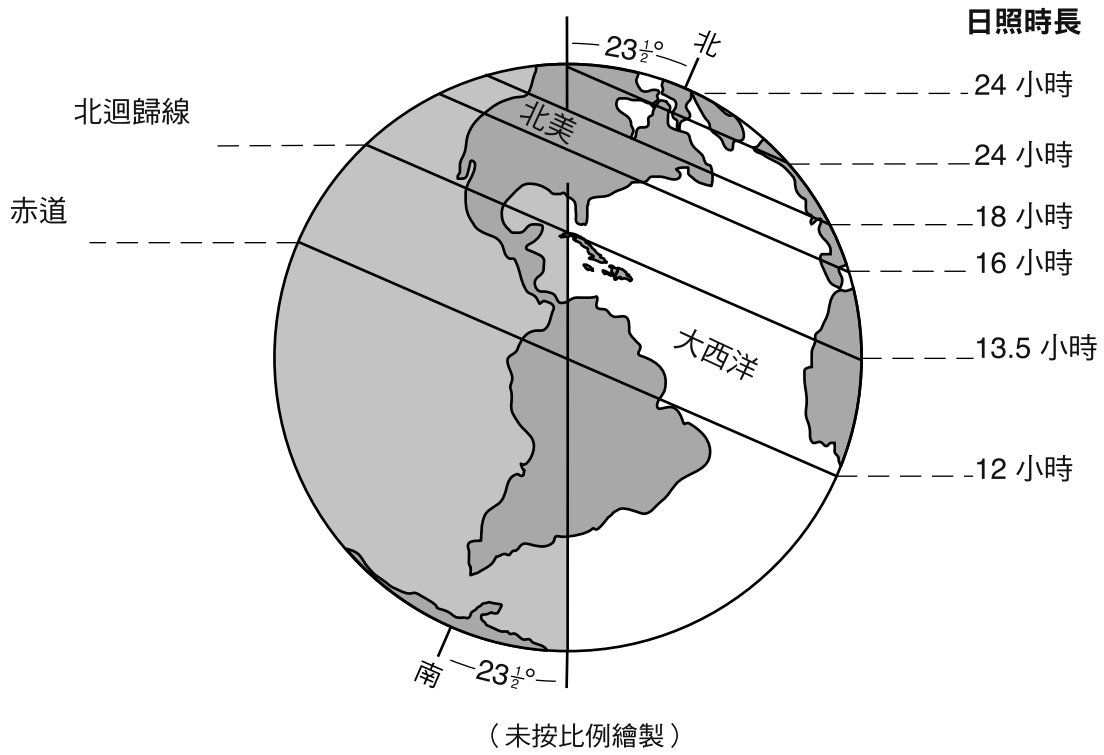 日照時長
23½° 北
24 小時
北迴歸線
北美
24 小時
赤道
18 小時
16 小時
大西洋
13.5 小時
12 小時
南 23½°
（未按比例繪製）